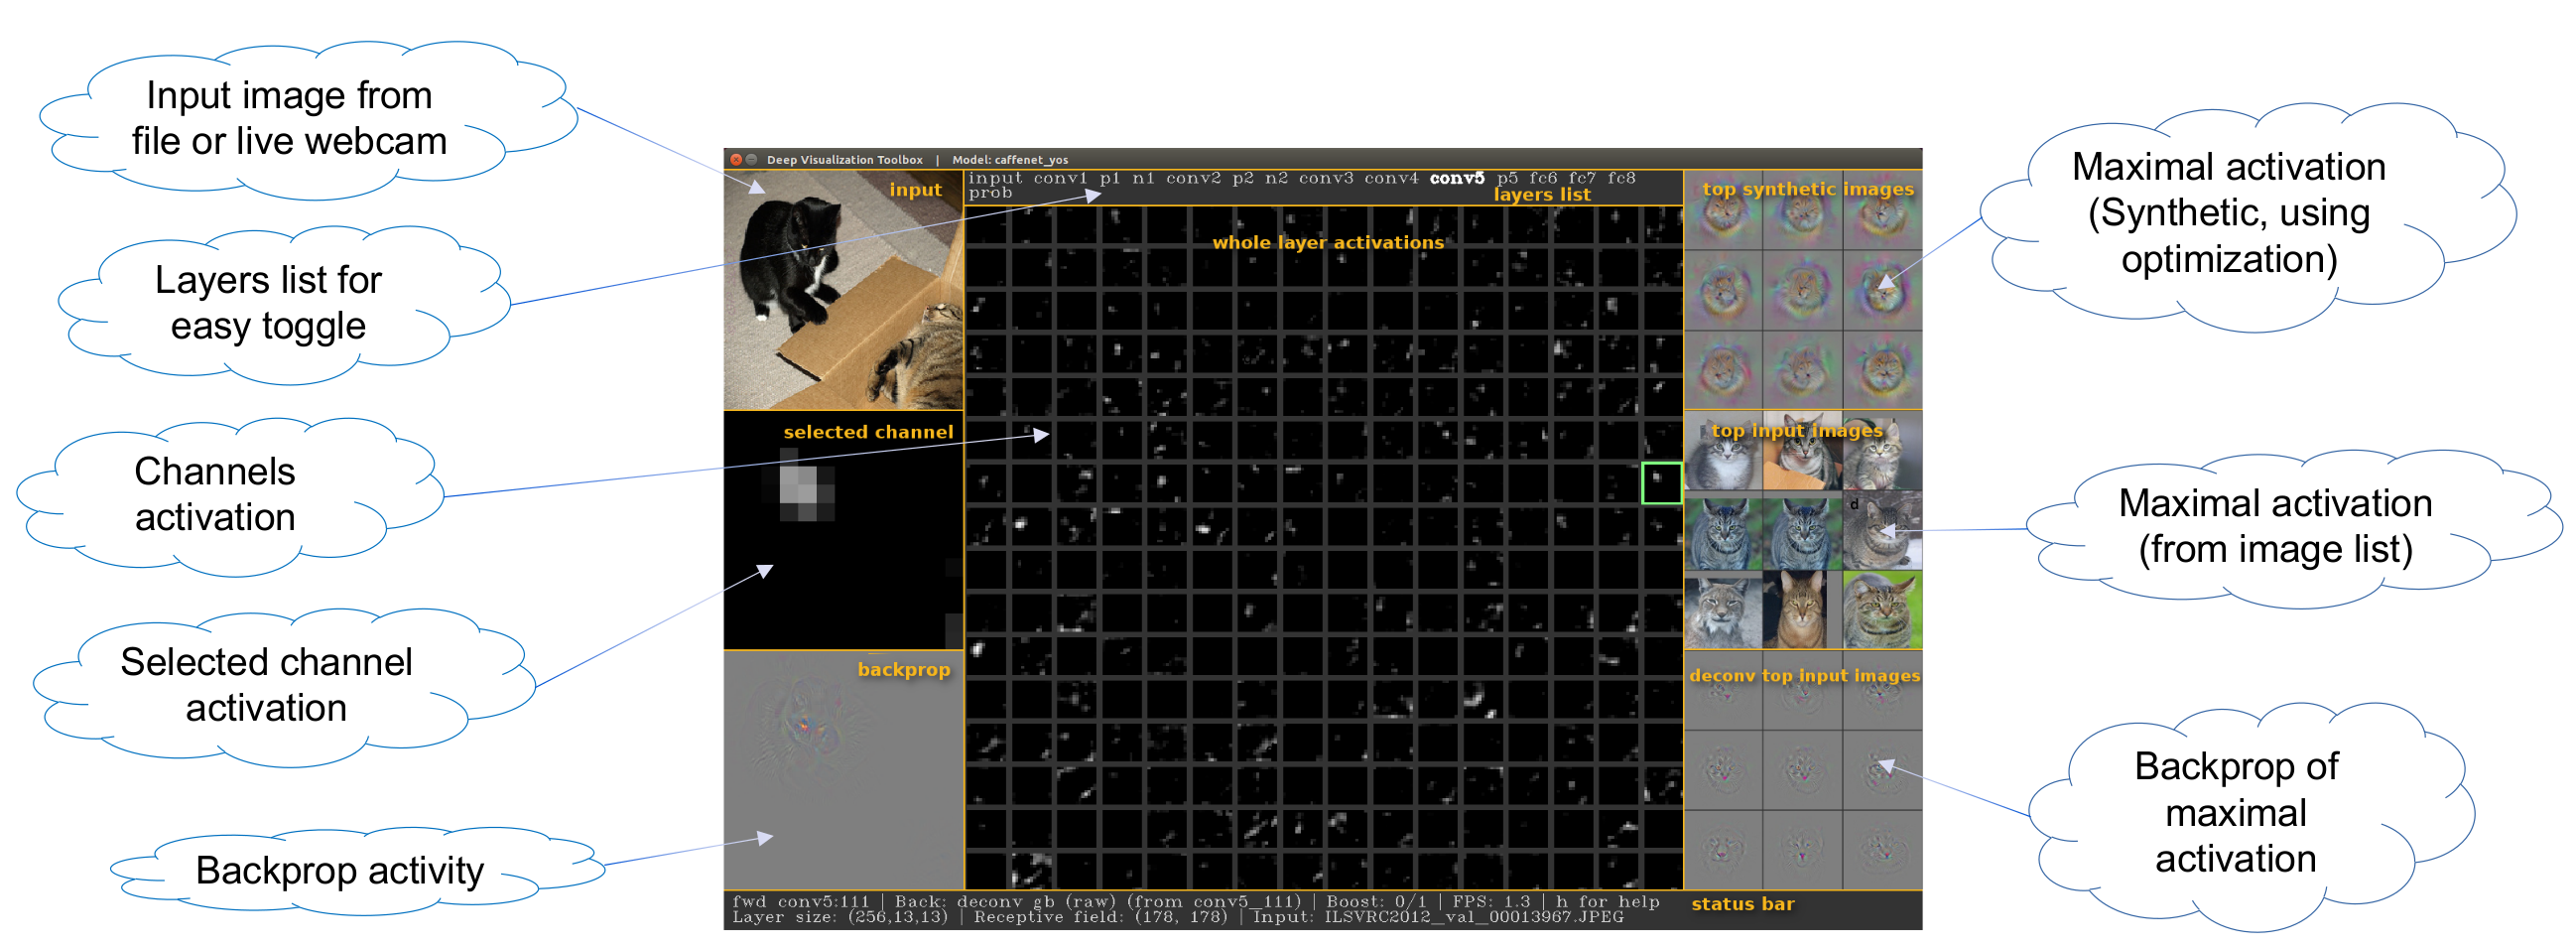 Input image from
file or live webcam
Layers list for
easy toggle
Channels
activation
Selected channel
activation
Backprop activity
Deep Visualization Toolbox | Model: caffenet_yos
input
input conv1 p1 n1 conv2 p2 n2 conv3 conv4 conv5 p5 fc6 fc7 fc8
prob
layers list
whole layer activations
selected channel
backprop
top synthetic images
top input images
d
deconv top input images
fwd conv5:111 | Back: deconv gb (raw) (from conv5_111) | Boost: 0/1 | FPS: 1.3 | h for help
Layer size: (256,13,13) | Receptive field: (178, 178) | Input: ILSVRC2012_val_00013967.JPEG
status bar
Maximal activation
(Synthetic, using
optimization)
Maximal activation
(from image list)
Backprop of
maximal
activation